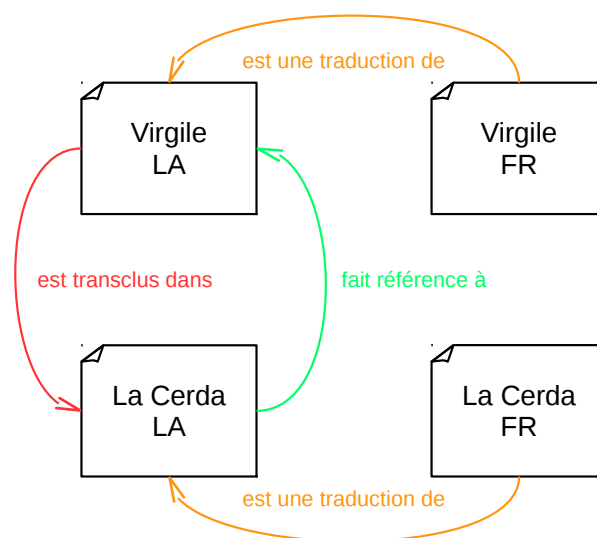 est une traduction de
Virgile
LA
Virgile
FR
est transclus dans
fait référence à
La Cerda
LA
La Cerda
FR
est une traduction de